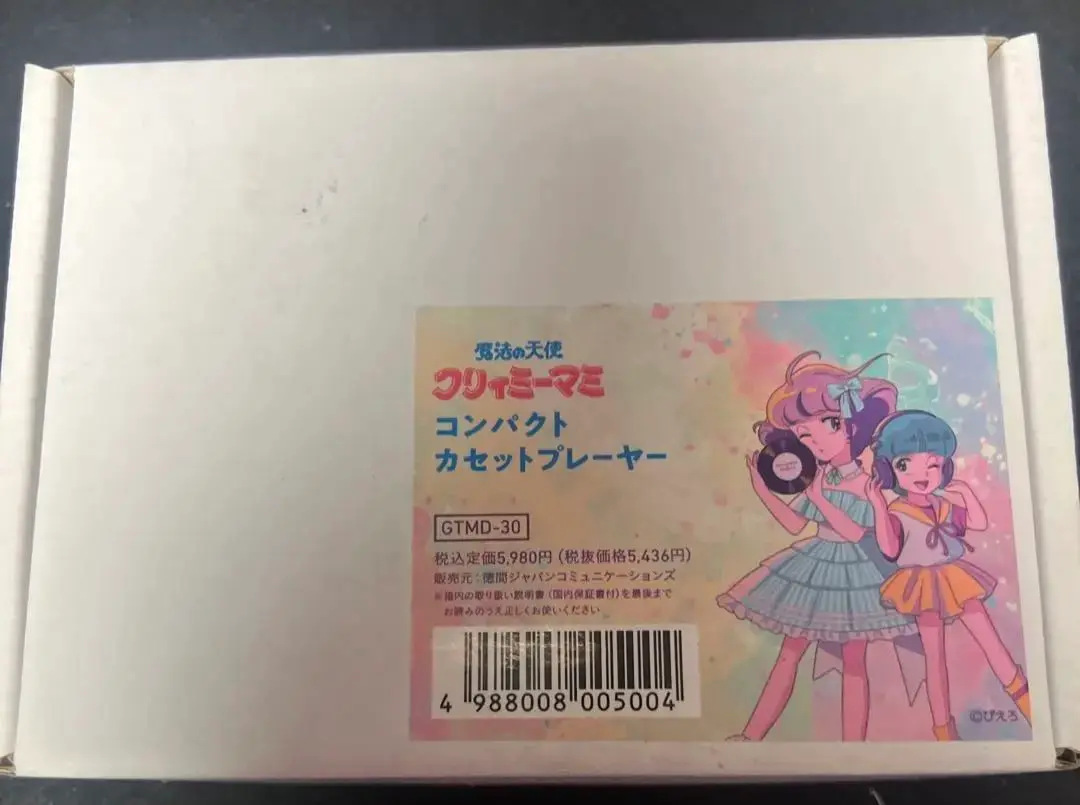 魔法の天使
クリィミーマミ
コンパクト
カセットプレーヤー
GTMD-30
税込定価5,980円 (税抜価格5,436円)
販売元：徳間ジャパンコミュニケーションズ
※箱内の取り扱い説明書(国内保証書付)を最後まで
お読みのうえ正しくお使いください
4 988008 005004
©ぴえろ